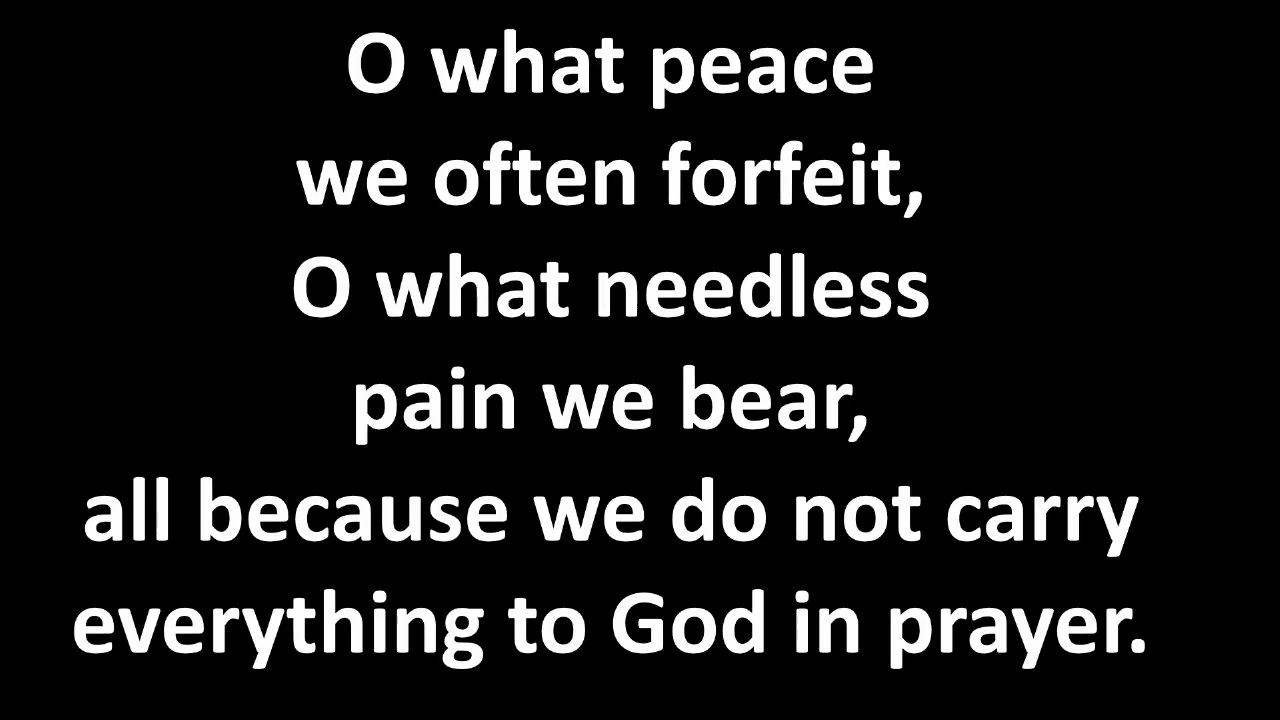 O what peace
we often forfeit,
O what needless
pain we bear,
all because we do not carry
everything to God in prayer.